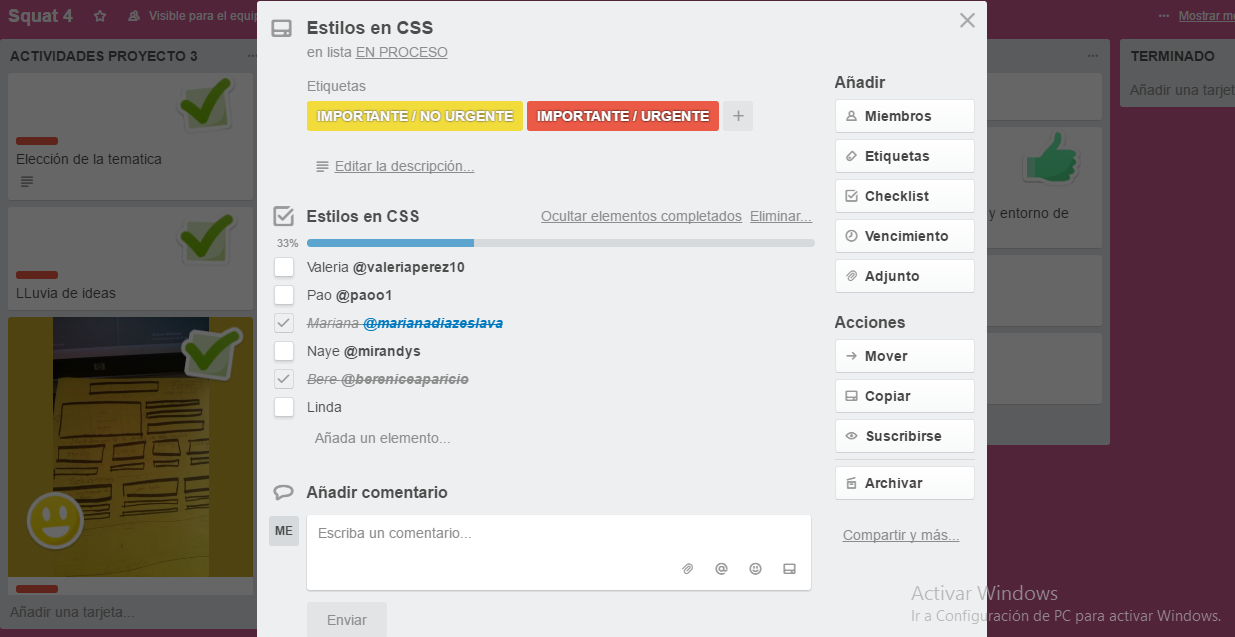 Squat 4
Visible para el equip
Mostrar me
ACTIVIDADES PROYECTO 3
Elección de la tematica
LLuvia de ideas
Añadir una tarjeta...
Estilos en CSS
en lista EN PROCESO
Etiquetas
IMPORTANTE / NO URGENTE
IMPORTANTE / URGENTE
Editar la descripción...
Estilos en CSS
Ocultar elementos completados
Eliminar...
33%
Valeria @valeriaperez10
Pao @paoo1
Mariana @marianadiazeslava
Naye @mirandys
Bere @bereniceaparicio
Linda
Añada un elemento...
Añadir comentario
ME
Escriba un comentario...
Enviar
Añadir
Miembros
Etiquetas
Checklist
Vencimiento
Adjunto
Acciones
Mover
Copiar
Suscribirse
Archivar
Compartir y más...
y entorno de
TERMINADO
Añadir una tarjet
Activar Windows
Ir a Configuración de PC para activar Windows.